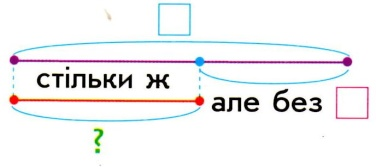 стільки ж
але без
?